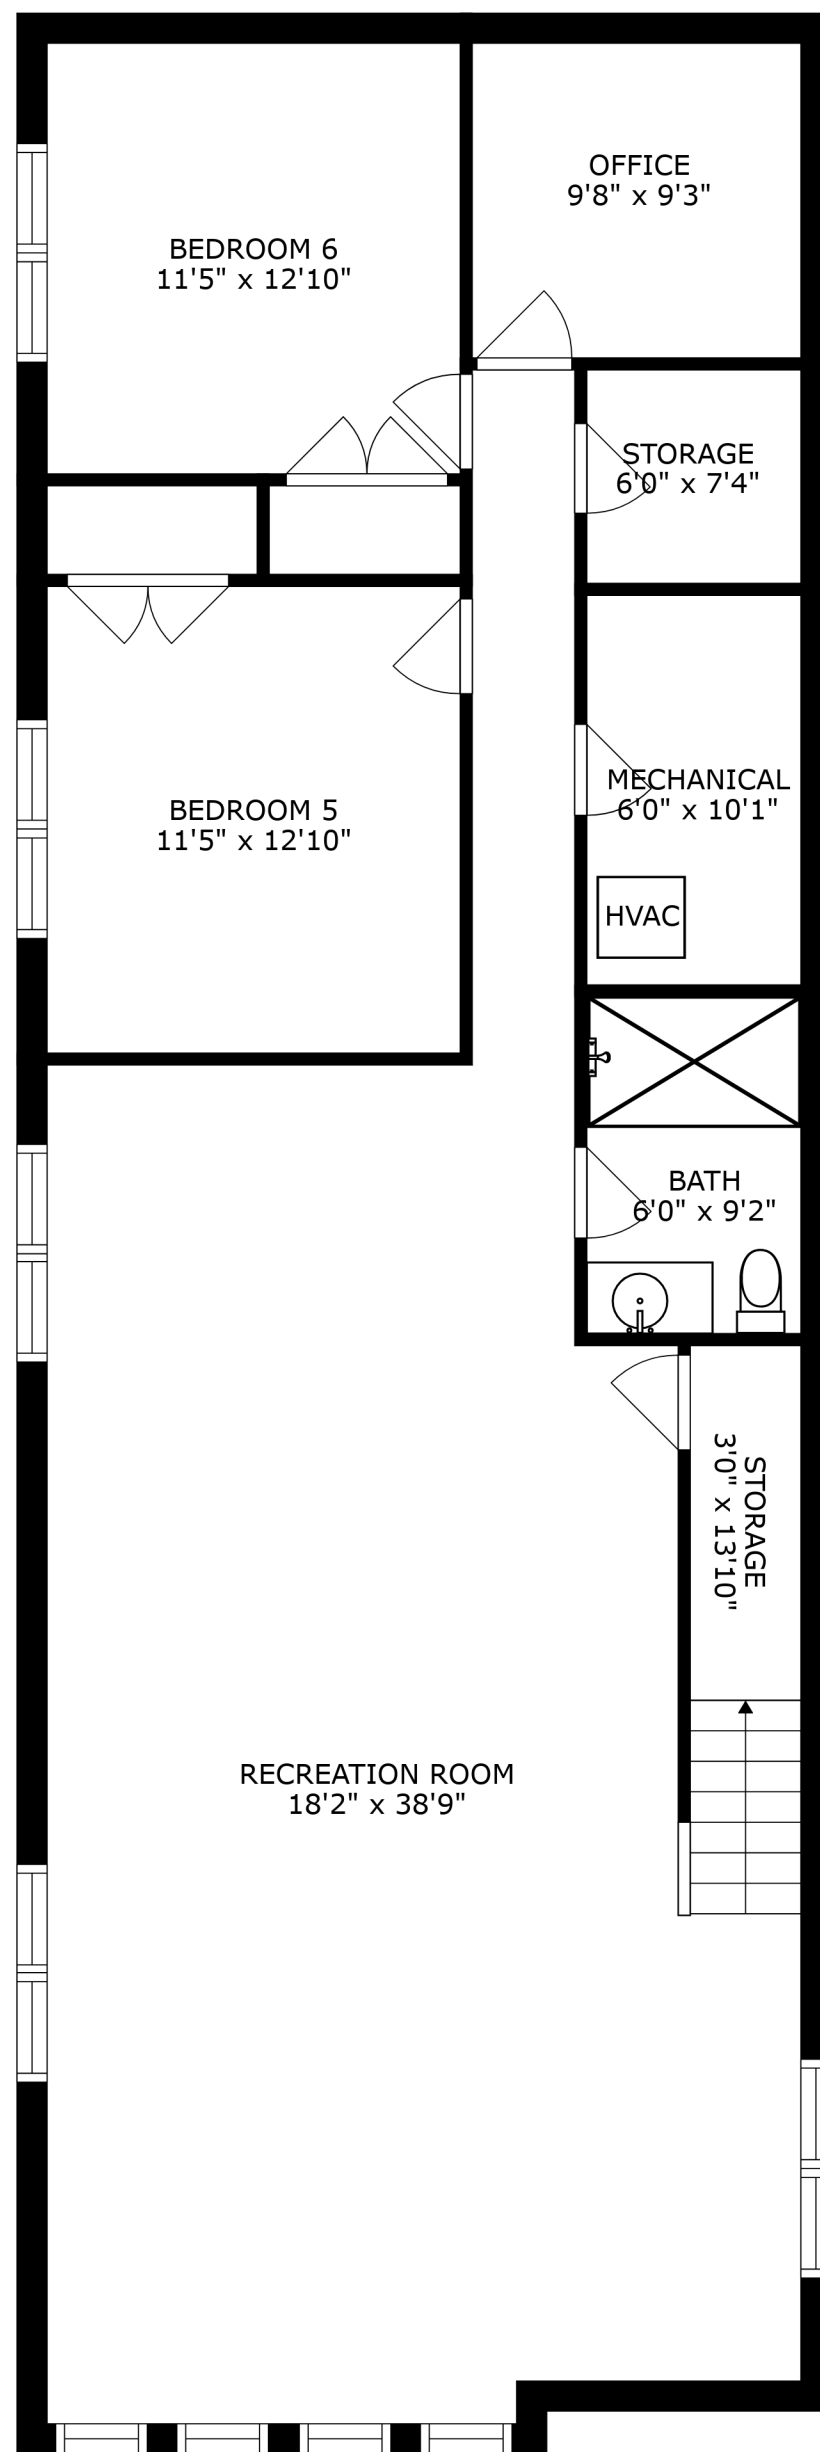 OFFICE
9'8" x 9'3"
BEDROOM 6
11'5" x 12'10"
STORAGE
6'0" x 7'4"
MECHANICAL
6'0" x 10'1"
BEDROOM 5
11'5" x 12'10"
HVAC
BATH
6'0" x 9'2"
STORAGE
3'0" x 13'10"
RECREATION ROOM
18'2" x 38'9"